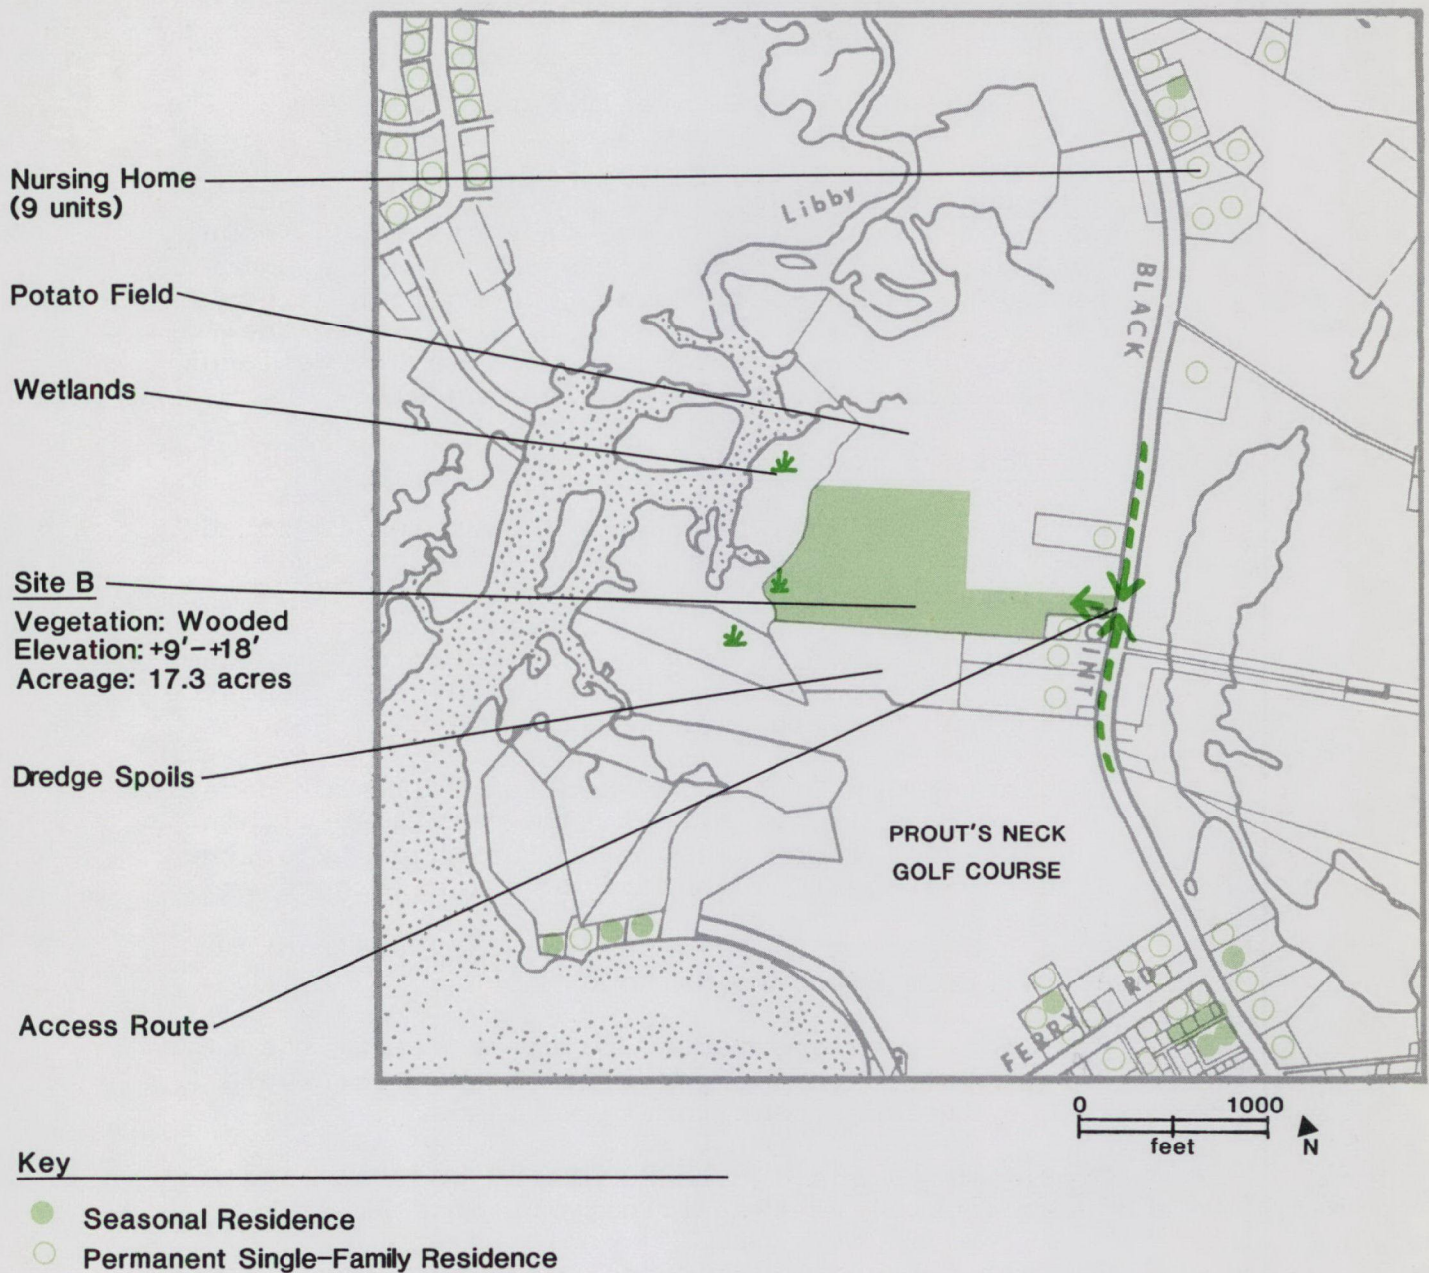 Nursing Home
(9 units)
Potato Field
Wetlands
Site B
Vegetation: Wooded
Elevation: +9′–+18′
Acreage: 17.3 acres
Dredge Spoils
Access Route
Libby
BLACK
POINT
PROUT'S NECK
GOLF COURSE
FERRY RD
0 1000
feet
N
Key
Seasonal Residence
Permanent Single–Family Residence